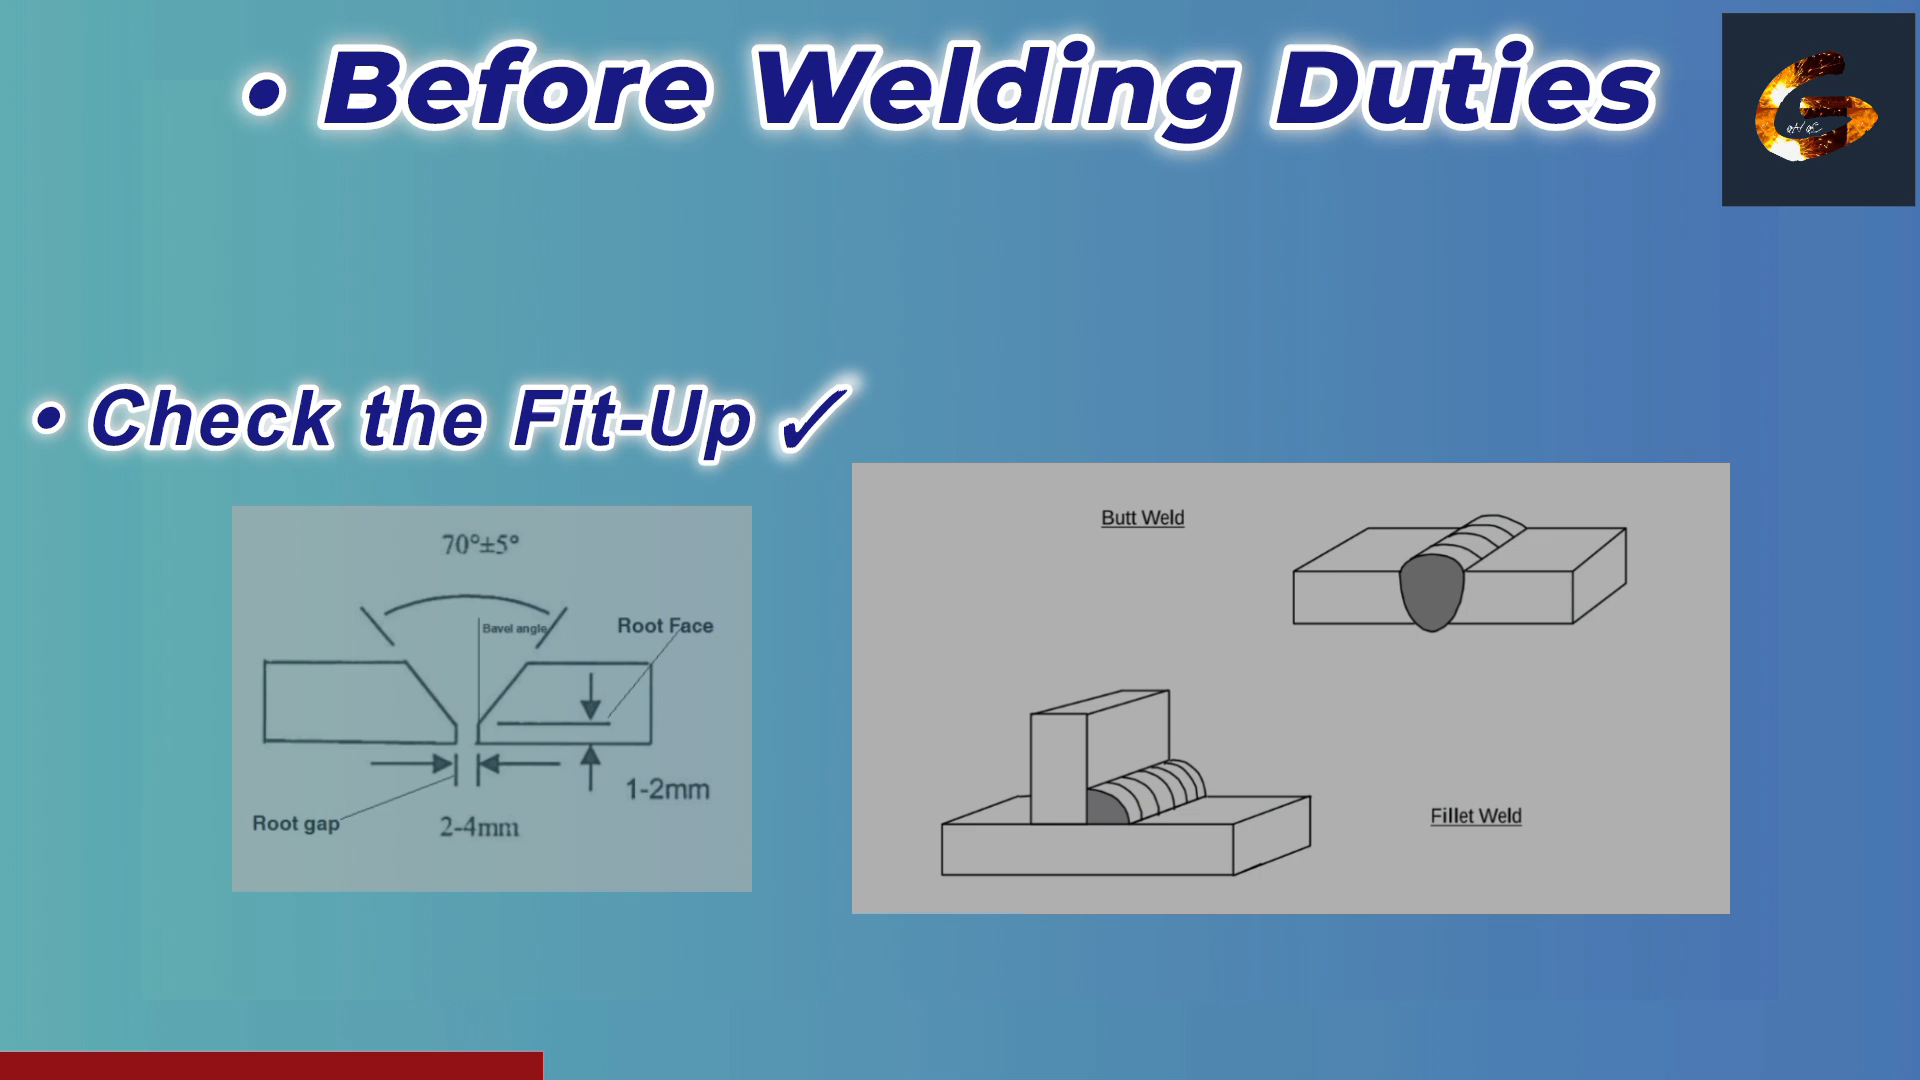 • Before Welding Duties
• Check the Fit-Up ✓
70°±5°
Bavel angle
Root Face
1-2mm
Root gap
2-4mm
Butt Weld
Fillet Weld